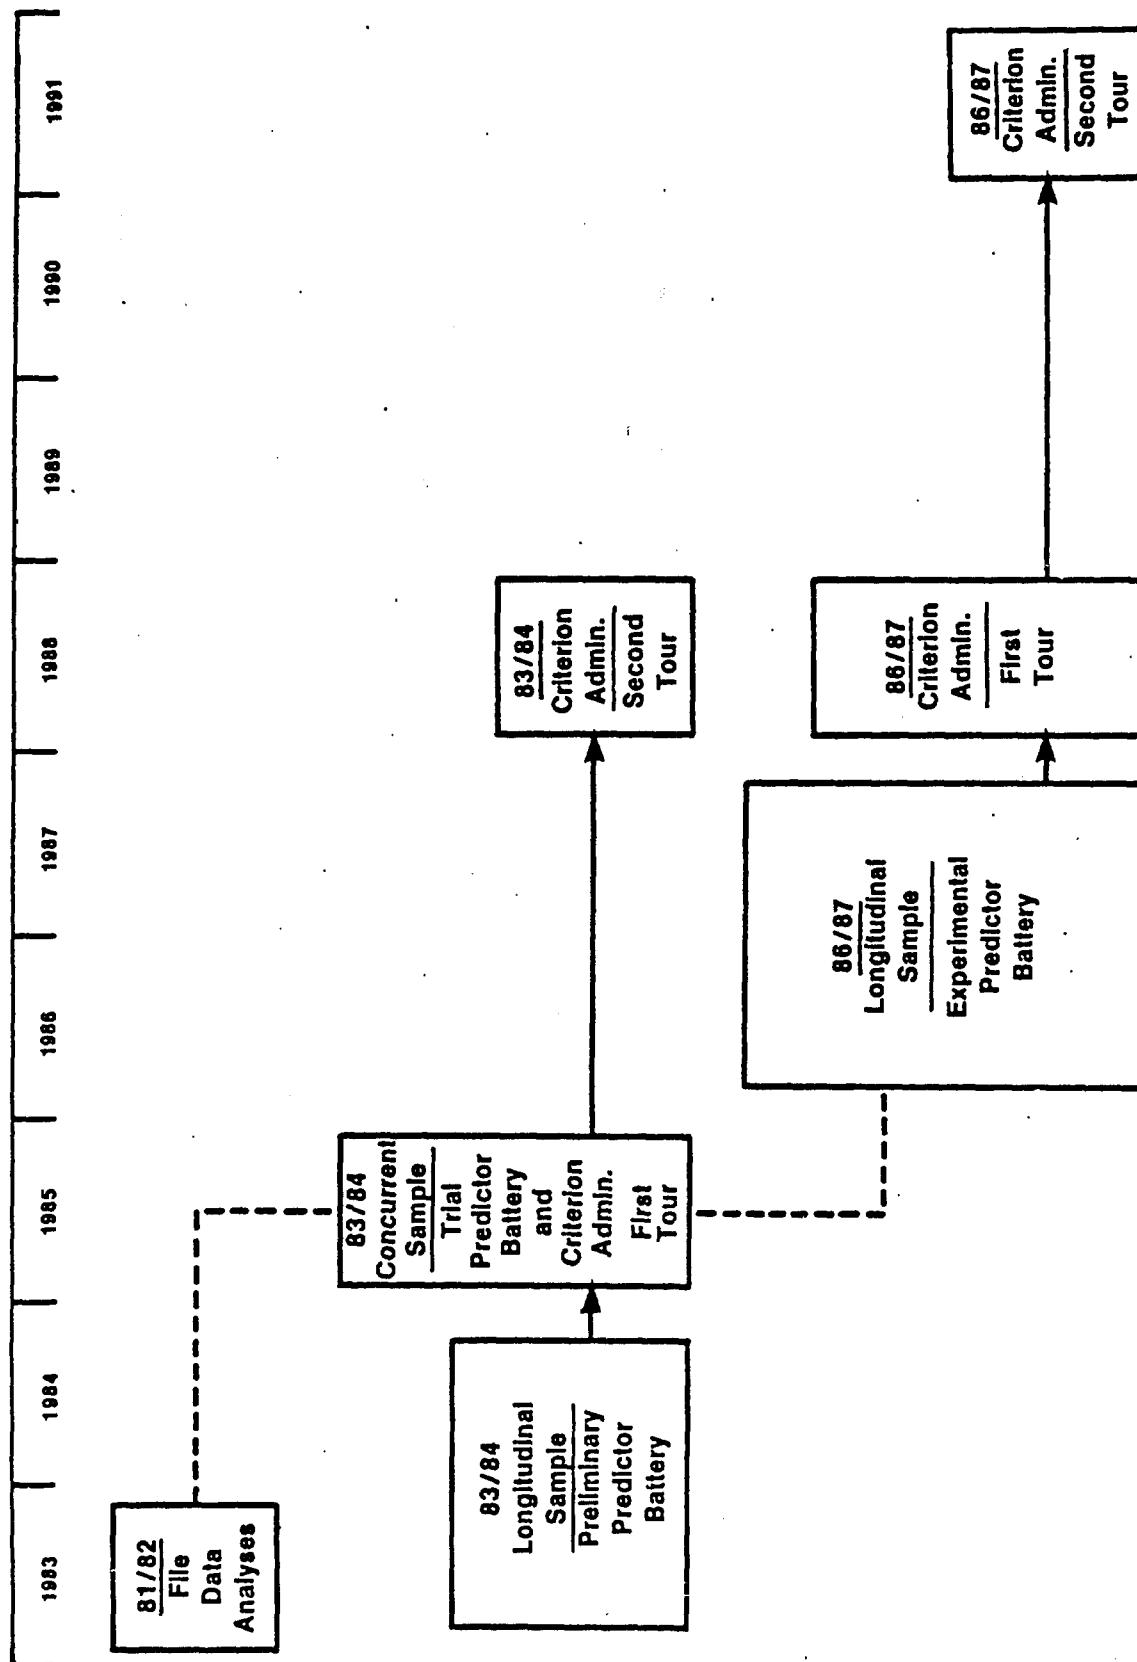 1983
1984
1985
1986
1987
1988
1989
1990
1991
81/82
File
Data
Analyses
83/84
Longitudinal
Sample
Preliminary
Predictor
Battery
83/84
Concurrent
Sample
Trial
Predictor
Battery
and
Criterion
Admin.
First
Tour
83/84
Criterion
Admin.
Second
Tour
86/87
Longitudinal
Sample
Experimental
Predictor
Battery
86/87
Criterion
Admin.
First
Tour
86/87
Criterion
Admin.
Second
Tour